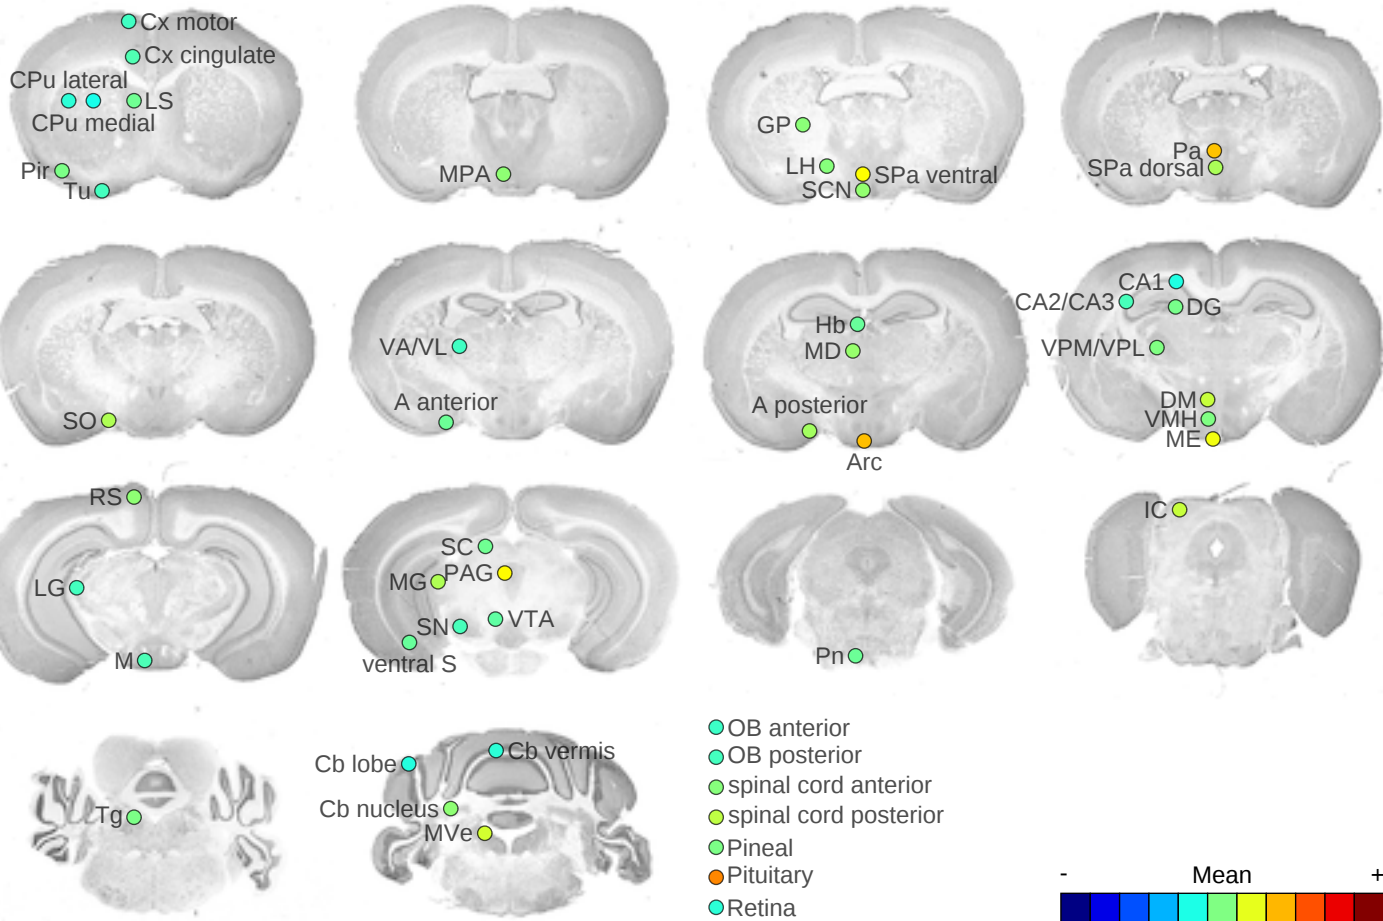 Cx motor
Cx cingulate
CPu lateral
LS
CPu medial
Pir
Tu
MPA
GP
LH
SPa ventral
SCN
Pa
SPa dorsal
SO
VA/VL
A anterior
Hb
MD
A posterior
Arc
CA1
CA2/CA3
DG
VPM/VPL
DM
VMH
ME
RS
LG
M
SC
PAG
MG
VTA
SN
ventral S
Pn
IC
Tg
Cb vermis
Cb lobe
Cb nucleus
MVe
OB anterior
OB posterior
spinal cord anterior
spinal cord posterior
Pineal
Pituitary
Retina
- Mean +